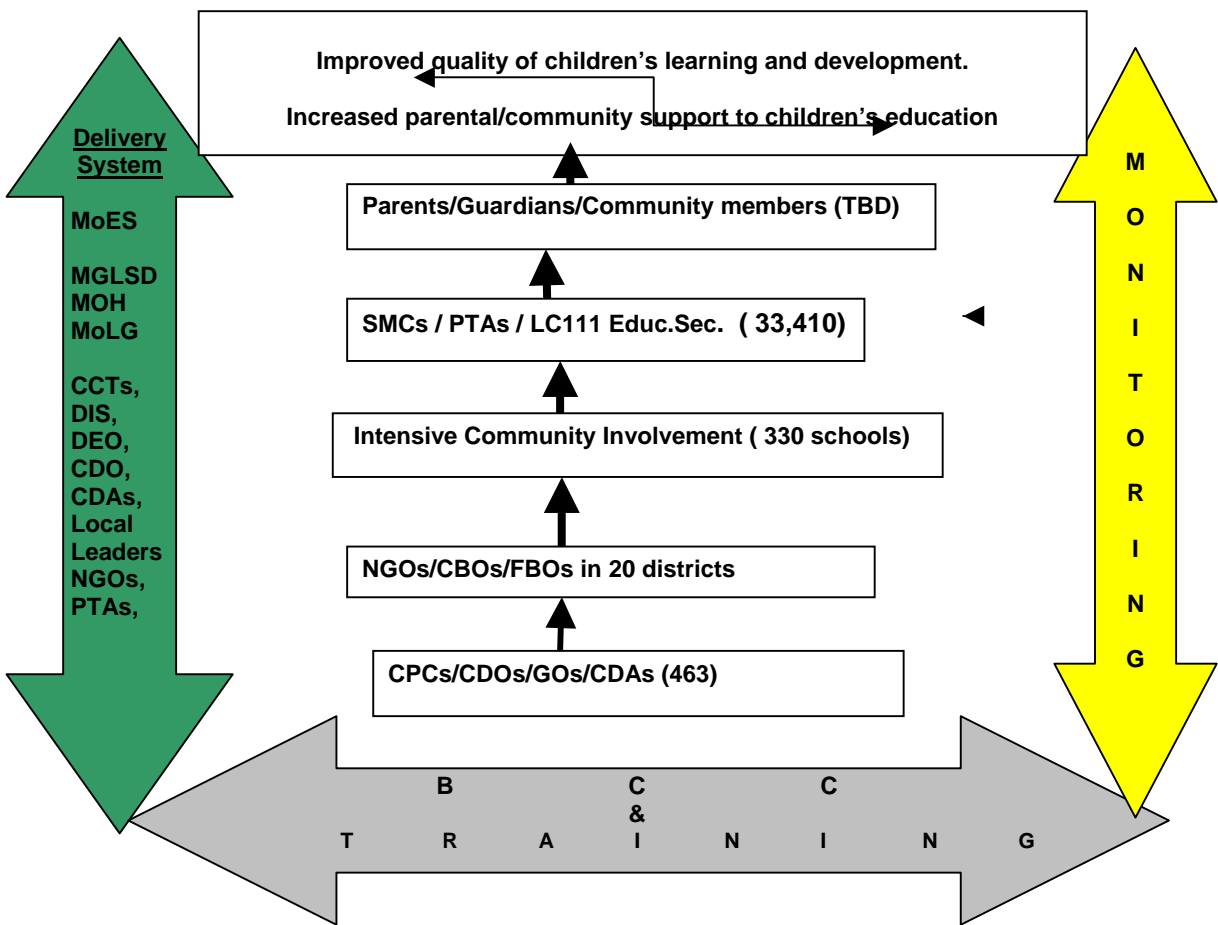 Improved quality of children’s learning and development.
Increased parental/community support to children’s education
Delivery
System
MoES
MGLSD
MOH
MoLG
CCTs,
DIS,
DEO,
CDO,
CDAs,
Local
Leaders
NGOs,
PTAs,
Parents/Guardians/Community members (TBD)
SMCs / PTAs / LC111 Educ.Sec. ( 33,410)
Intensive Community Involvement ( 330 schools)
NGOs/CBOs/FBOs in 20 districts
CPCs/CDOs/GOs/CDAs (463)
M
O
N
I
T
O
R
I
N
G
B C C
&
T R A I N I N G